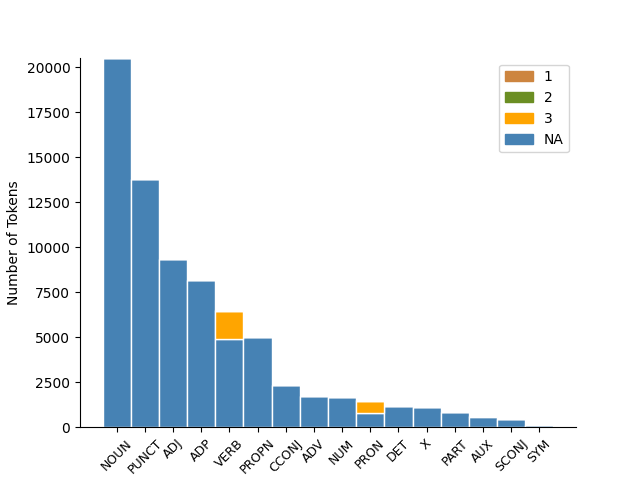 20000
17500
15000
12500
10000
7500
5000
2500
0
Number of Tokens
1
2
3
NA
NOUN
PUNCT
ADJ
ADP
VERB
PROPN
CCONJ
ADV
NUM
PRON
DET
X
PART
AUX
SCONJ
SYM